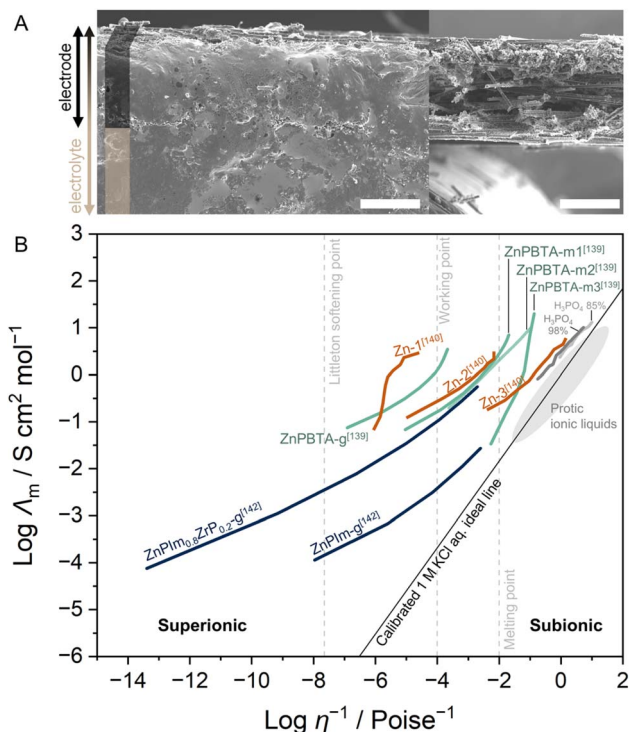 A
electrode
electrolyte
B
Log Λm / S cm² mol⁻¹
3
2
1
0
−1
−2
−3
−4
−5
−6
Littleton softening point
Working point
ZnPBTA-m1[139]
ZnPBTA-m2[139]
ZnPBTA-m3[139]
H₃PO₄ 85%
H₃PO₄
98%
Zn-1[140]
Zn-2[140]
Zn-3[140]
ZnPBTA-g[139]
Protic
ionic liquids
ZnPIm0.8ZrP0.2-g[142]
ZnPIm-g[142]
Calibrated 1 M KCl aq. ideal line
Melting point
Superionic
Subionic
−14
−12
−10
−8
−6
−4
−2
0
2
Log η⁻¹ / Poise⁻¹